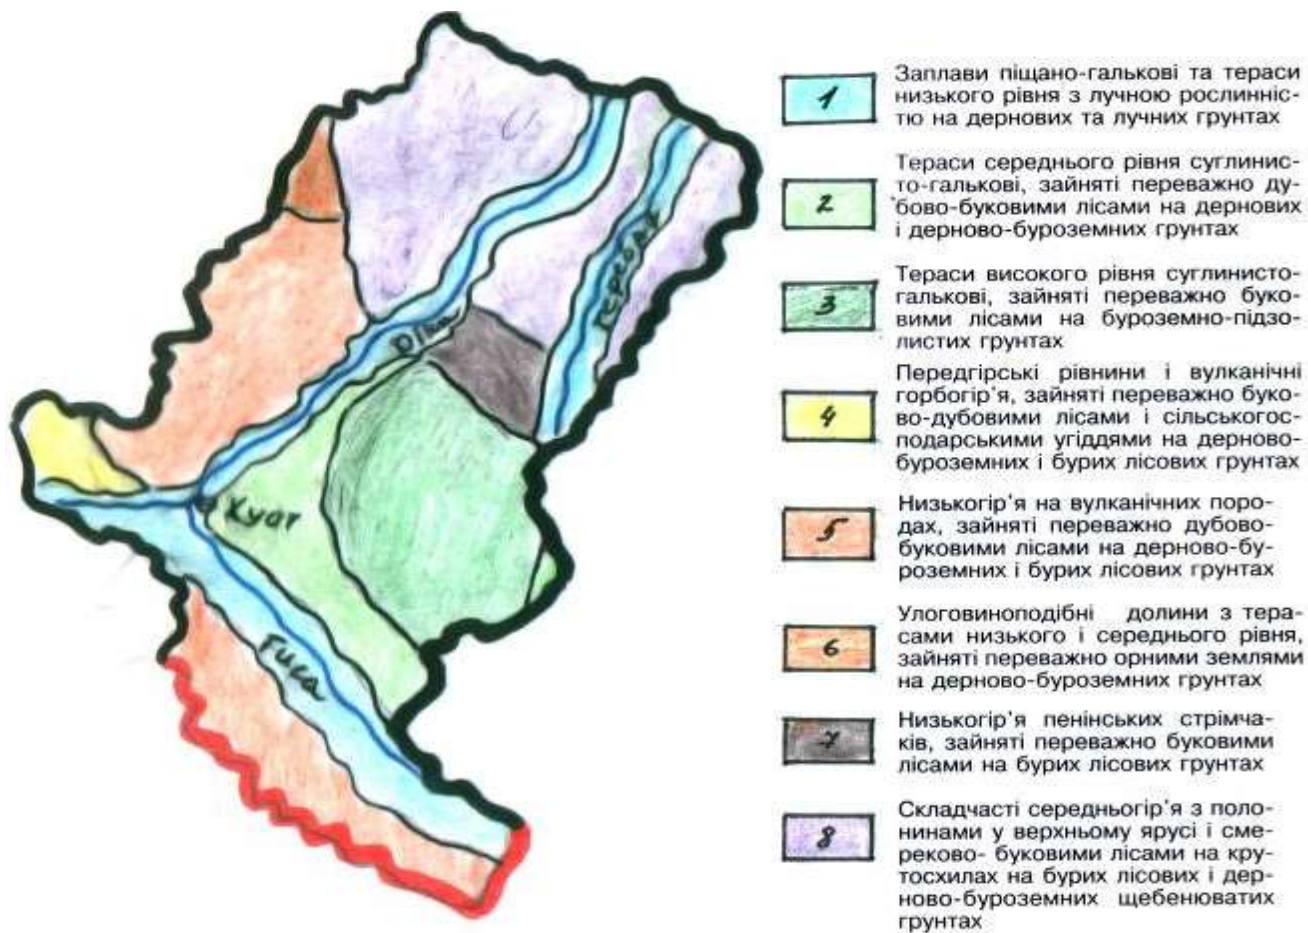 Ріка
Хуст
Тиса
1
Заплави піщано-галькові та тераси
низького рівня з лучною рослинніс-
тю на дернових та лучних грунтах
2
Тераси середнього рівня суглинис-
то-галькові, зайняті переважно ду-
бово-буковими лісами на дернових
і дерново-буроземних грунтах
3
Тераси високого рівня суглинисто-
галькові, зайняті переважно буко-
вими лісами на буроземно-підзо-
листих грунтах
4
Передгірські рівнини і вулканічні
горбогір'я, зайняті переважно буко-
во-дубовими лісами і сільськогос-
подарськими угіддями на дерново-
буроземних і бурих лісових грунтах
5
Низькогір'я на вулканічних поро-
дах, зайняті переважно дубово-
буковими лісами на дерново-бу-
роземних і бурих лісових грунтах
6
Улоговиноподібні долини з тера-
сами низького і середнього рівня,
зайняті переважно орними землями
на дерново-буроземних грунтах
7
Низькогір'я пенінських стрімча-
ків, зайняті переважно буковими
лісами на бурих лісових грунтах
8
Складчасті середньогір'я з поло-
нинами у верхньому ярусі і сме-
реково- буковими лісами на кру-
тосхилах на бурих лісових і дер-
ново-буроземних щебенюватих
грунтах